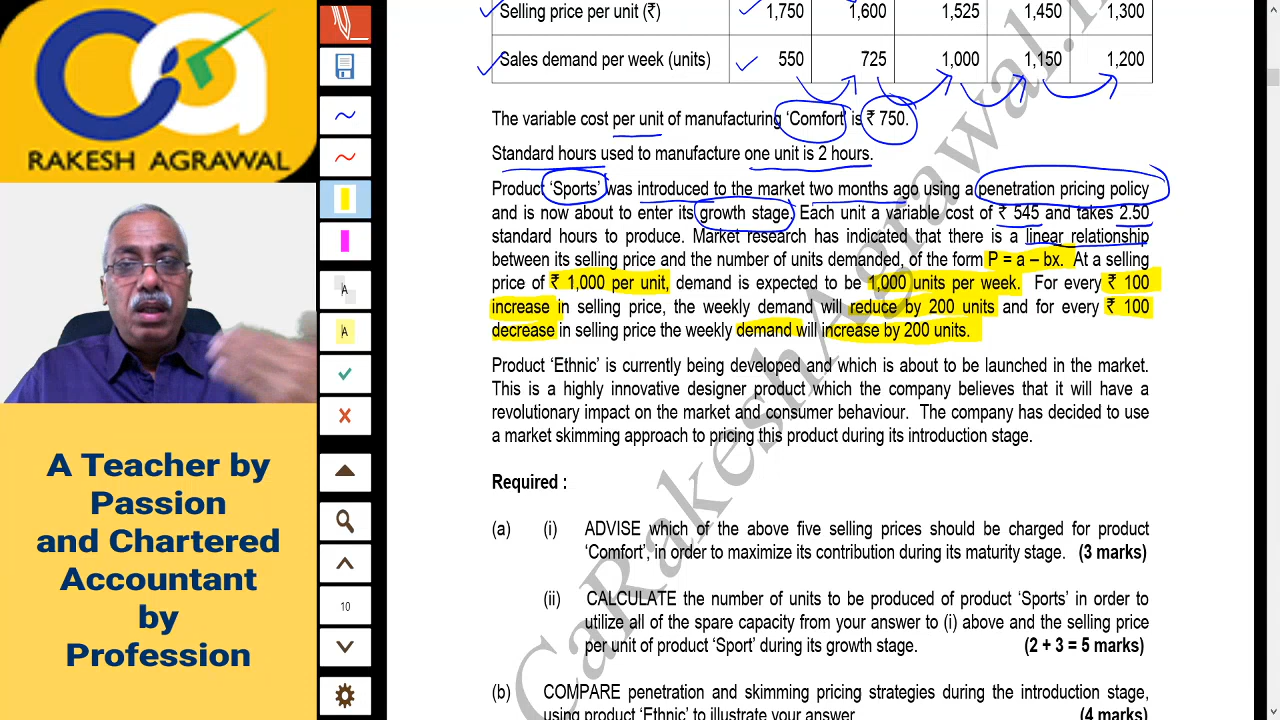 RAKESH AGRAWAL
A Teacher by
Passion
and Chartered
Accountant
by
Profession
A
A
10
Selling price per unit (₹) 1,750 1,600 1,525 1,450 1,300
Sales demand per week (units) 550 725 1,000 1,150 1,200
The variable cost per unit of manufacturing ‘Comfort’ is ₹ 750.
Standard hours used to manufacture one unit is 2 hours.
Product ‘Sports’ was introduced to the market two months ago using a penetration pricing policy
and is now about to enter its growth stage. Each unit a variable cost of ₹ 545 and takes 2.50
standard hours to produce. Market research has indicated that there is a linear relationship
between its selling price and the number of units demanded, of the form P = a – bx. At a selling
price of ₹ 1,000 per unit, demand is expected to be 1,000 units per week. For every ₹ 100
increase in selling price, the weekly demand will reduce by 200 units and for every ₹ 100
decrease in selling price the weekly demand will increase by 200 units.
Product ‘Ethnic’ is currently being developed and which is about to be launched in the market.
This is a highly innovative designer product which the company believes that it will have a
revolutionary impact on the market and consumer behaviour. The company has decided to use
a market skimming approach to pricing this product during its introduction stage.
Required :
(a) (i) ADVISE which of the above five selling prices should be charged for product
‘Comfort’, in order to maximize its contribution during its maturity stage. (3 marks)
(ii) CALCULATE the number of units to be produced of product ‘Sports’ in order to
utilize all of the spare capacity from your answer to (i) above and the selling price
per unit of product ‘Sport’ during its growth stage. (2 + 3 = 5 marks)
(b) COMPARE penetration and skimming pricing strategies during the introduction stage,
using product ‘Ethnic’ to illustrate your answer. (4 marks)